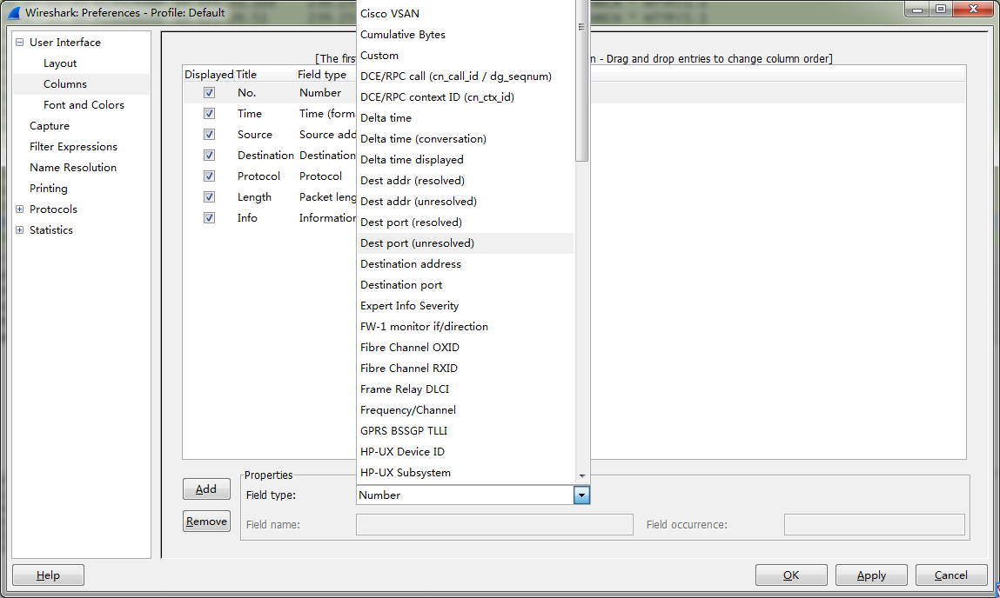 Wireshark: Preferences - Profile: Default
User Interface
Layout
Columns
Font and Colors
Capture
Filter Expressions
Name Resolution
Printing
Protocols
Statistics
[The firs
n - Drag and drop entries to change column order]
Displayed Title Field type
No. Number
Time Time (form
Source Source add
Destination Destination
Protocol Protocol
Length Packet leng
Info Information
Cisco VSAN
Cumulative Bytes
Custom
DCE/RPC call (cn_call_id / dg_seqnum)
DCE/RPC context ID (cn_ctx_id)
Delta time
Delta time (conversation)
Delta time displayed
Dest addr (resolved)
Dest addr (unresolved)
Dest port (resolved)
Dest port (unresolved)
Destination address
Destination port
Expert Info Severity
FW-1 monitor if/direction
Fibre Channel OXID
Fibre Channel RXID
Frame Relay DLCI
Frequency/Channel
GPRS BSSGP TLLI
HP-UX Device ID
HP-UX Subsystem
Add
Remove
Properties
Field type: Number
Field name:
Field occurrence:
Help
OK
Apply
Cancel